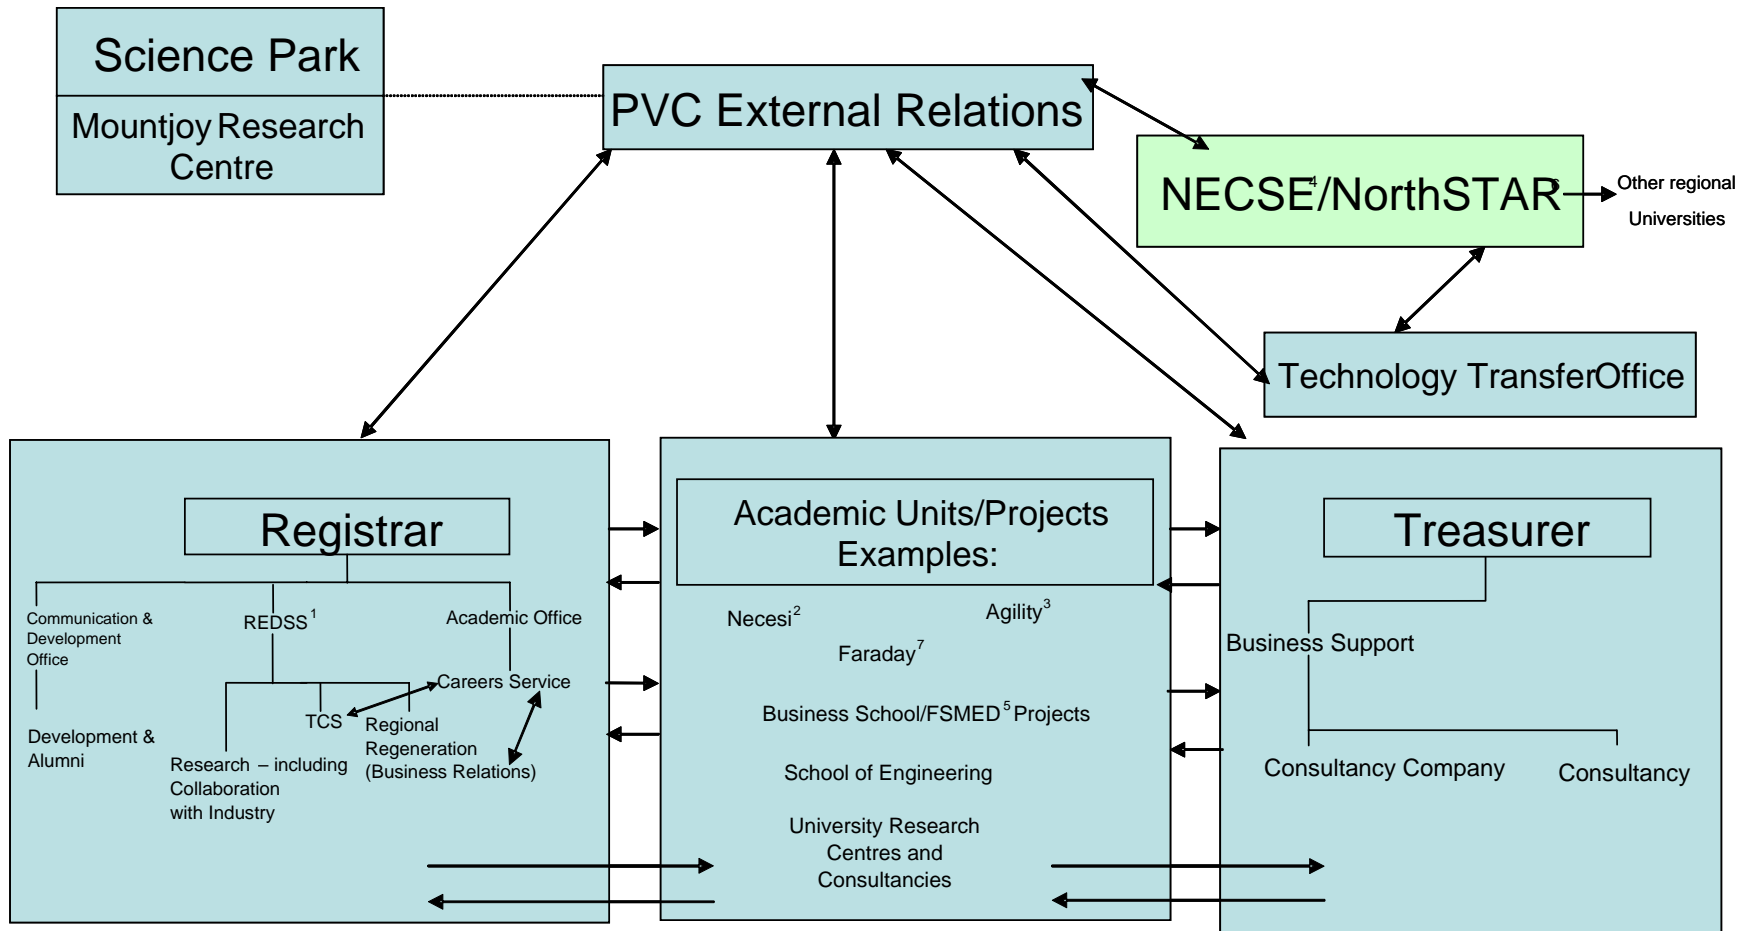 Science Park
Mountjoy Research
Centre
PVC External Relations
NECSE⁴/NorthSTAR⁶
Other regional
Universities
Technology TransferOffice
Registrar
Communication &
Development
Office
Development &
Alumni
REDSS¹
Research – including
Collaboration
with Industry
TCS
Regional
Regeneration
(Business Relations)
Academic Office
Careers Service
Academic Units/Projects
Examples:
Necesi²
Agility³
Faraday⁷
Business School/FSMED⁵ Projects
School of Engineering
University Research
Centres and
Consultancies
Treasurer
Business Support
Consultancy Company
Consultancy